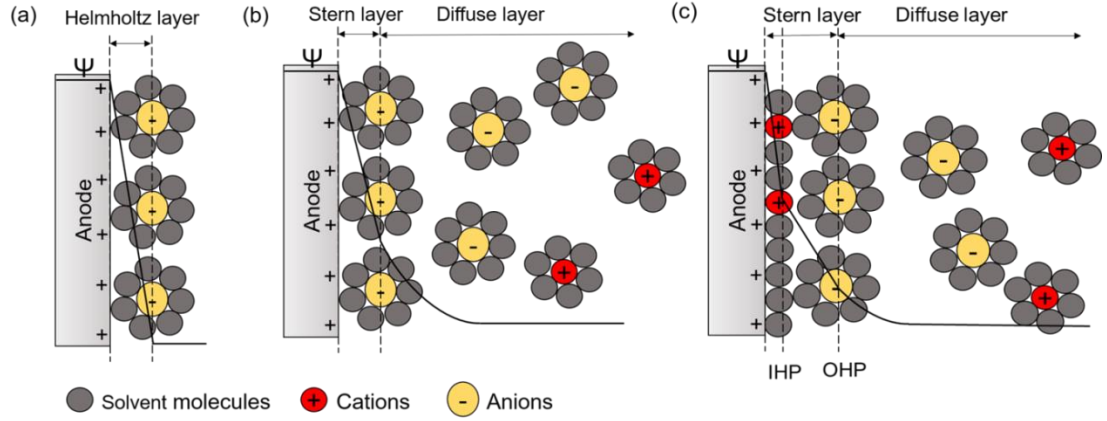 (a)
Helmholtz layer
Ψ
Anode
+
+
+
+
+
+
-
-
-
(b)
Stern layer
Diffuse layer
Ψ
Anode
+
+
+
+
+
+
-
-
-
-
-
-
+
+
(c)
Stern layer
Diffuse layer
Ψ
Anode
+
+
+
+
+
+
+
+
-
-
-
-
-
+
+
IHP
OHP
Solvent molecules
+ Cations
- Anions